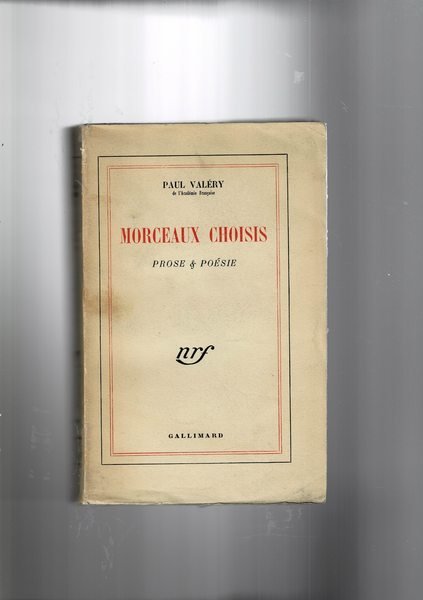 PAUL VALÉRY
de l'Académie française
MORCEAUX CHOISIS
PROSE & POÉSIE
nrf
GALLIMARD